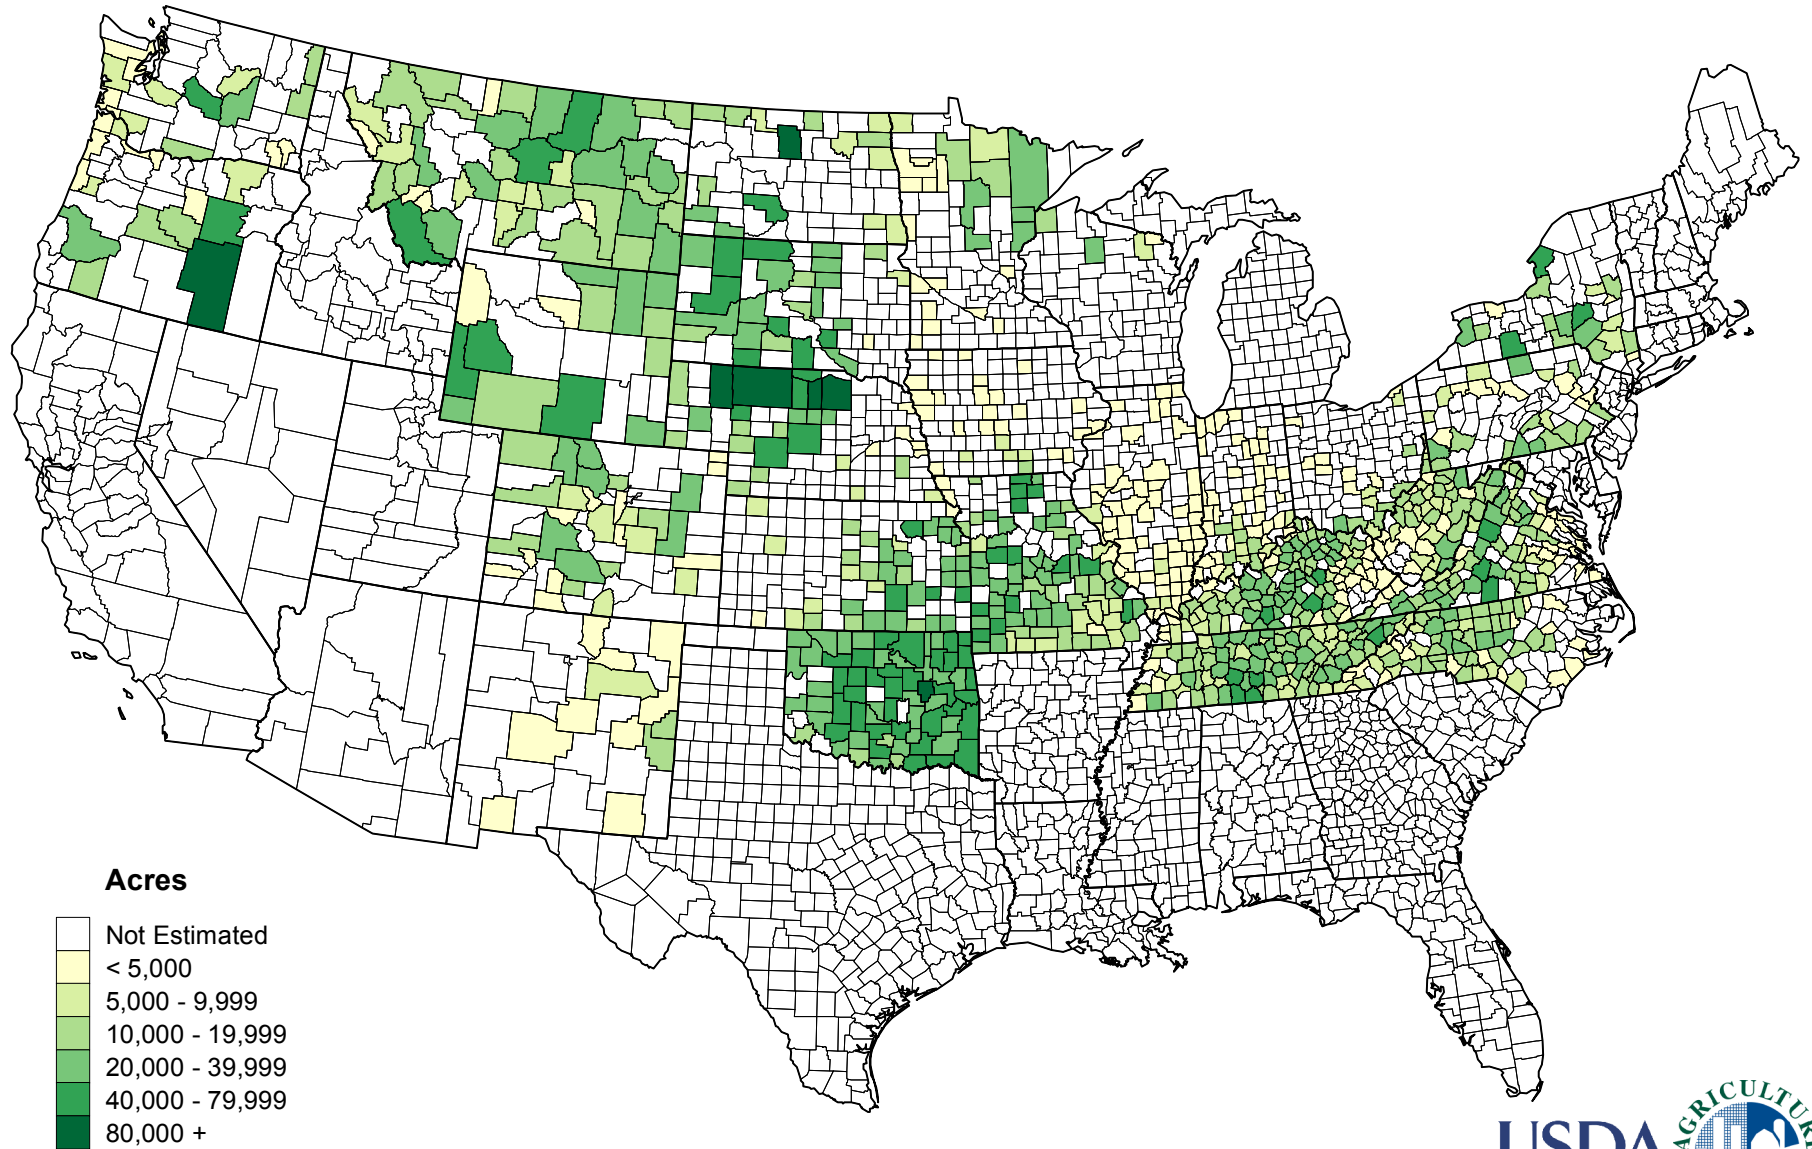 Acres
Not Estimated
< 5,000
5,000 - 9,999
10,000 - 19,999
20,000 - 39,999
40,000 - 79,999
80,000 +
USDA